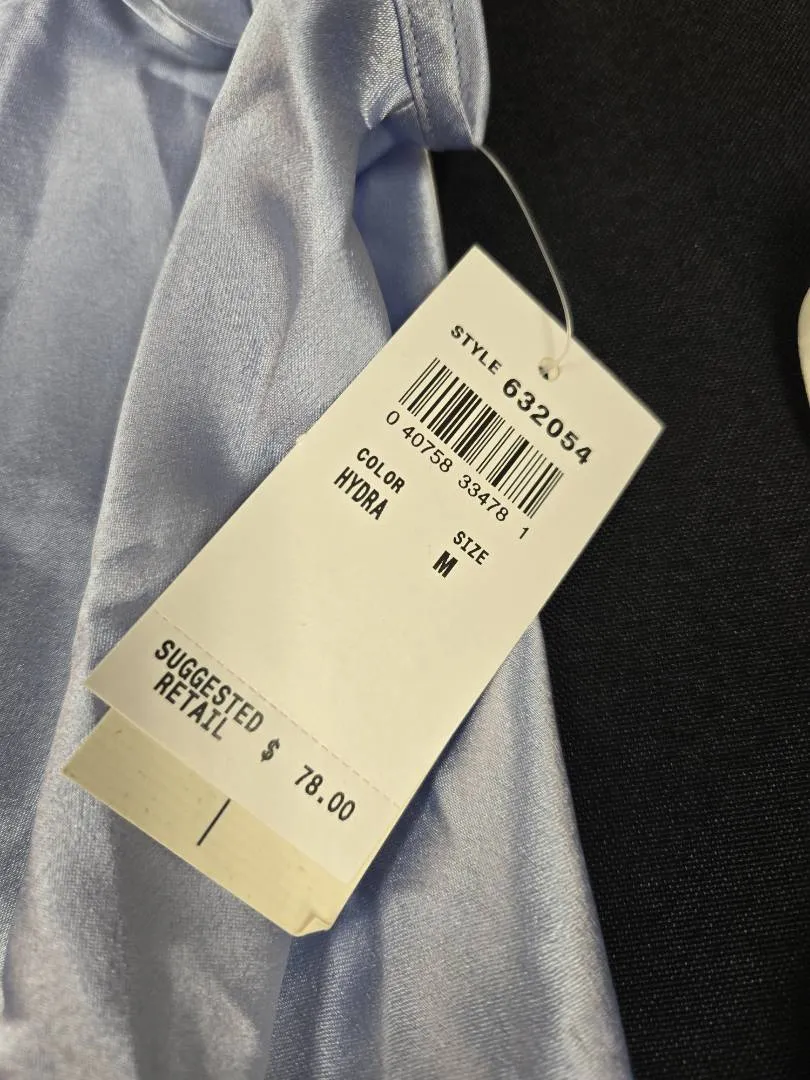 STYLE 632054
0 40758 33478 1
COLOR
HYDRA
SIZE
M
SUGGESTED
RETAIL $ 78.00